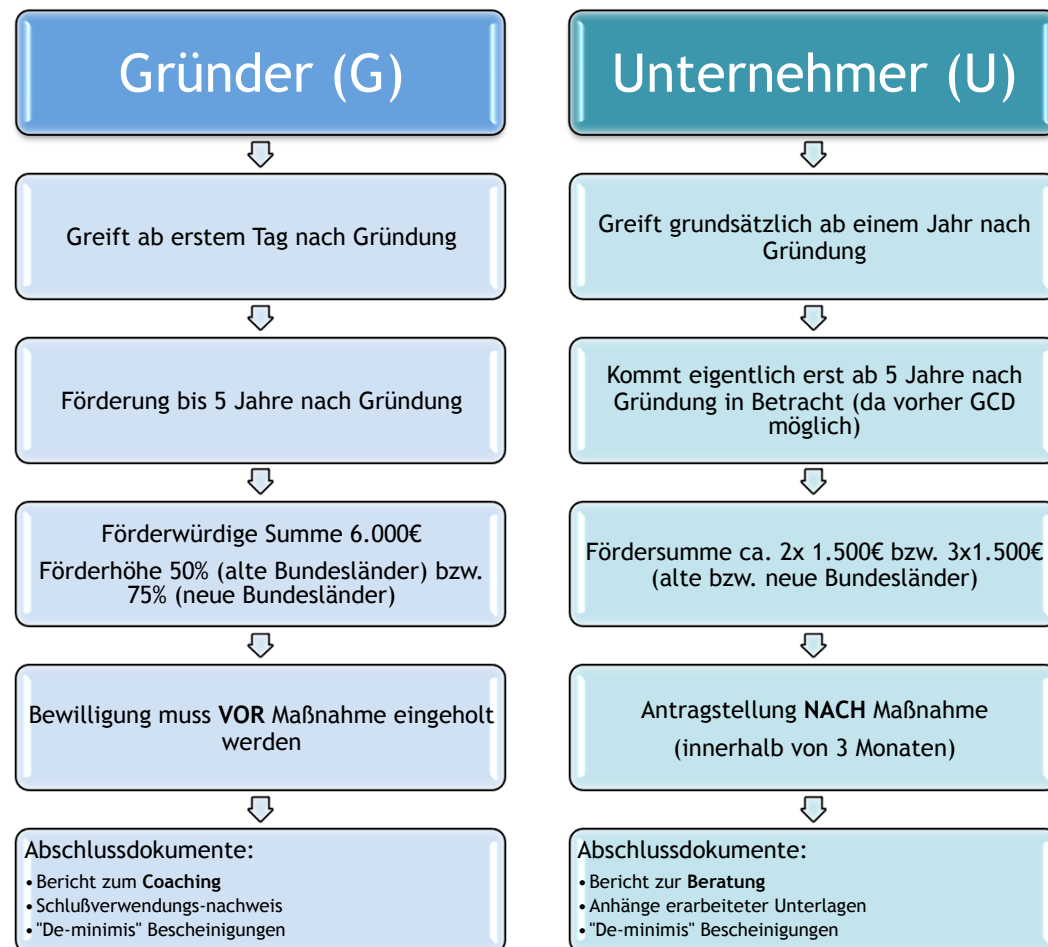 Gründer (G)
Greift ab erstem Tag nach Gründung
Förderung bis 5 Jahre nach Gründung
Förderwürdige Summe 6.000€
Förderhöhe 50% (alte Bundesländer) bzw.
75% (neue Bundesländer)
Bewilligung muss VOR Maßnahme eingeholt
werden
Abschlussdokumente:
•Bericht zum Coaching
•Schlußverwendungs-nachweis
•"De-minimis" Bescheinigungen
Unternehmer (U)
Greift grundsätzlich ab einem Jahr nach
Gründung
Kommt eigentlich erst ab 5 Jahre nach
Gründung in Betracht (da vorher GCD
möglich)
Fördersumme ca. 2x 1.500€ bzw. 3x1.500€
(alte bzw. neue Bundesländer)
Antragstellung NACH Maßnahme
(innerhalb von 3 Monaten)
Abschlussdokumente:
•Bericht zur Beratung
•Anhänge erarbeiteter Unterlagen
•"De-minimis" Bescheinigungen